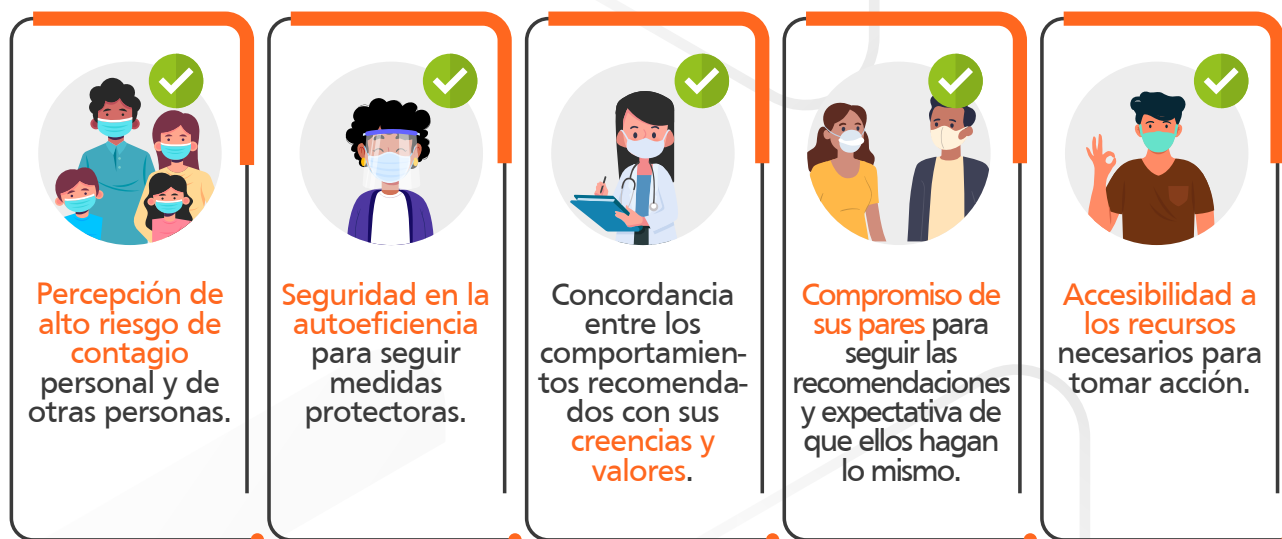 Percepción de
alto riesgo de
contagio
personal y de
otras personas.
Seguridad en la
autoeficiencia
para seguir
medidas
protectoras.
Concordancia
entre los
comportamien-
tos recomenda-
dos con sus
creencias y
valores.
Compromiso de
sus pares para
seguir las
recomendaciones
y expectativa de
que ellos hagan
lo mismo.
Accesibilidad a
los recursos
necesarios para
tomar acción.